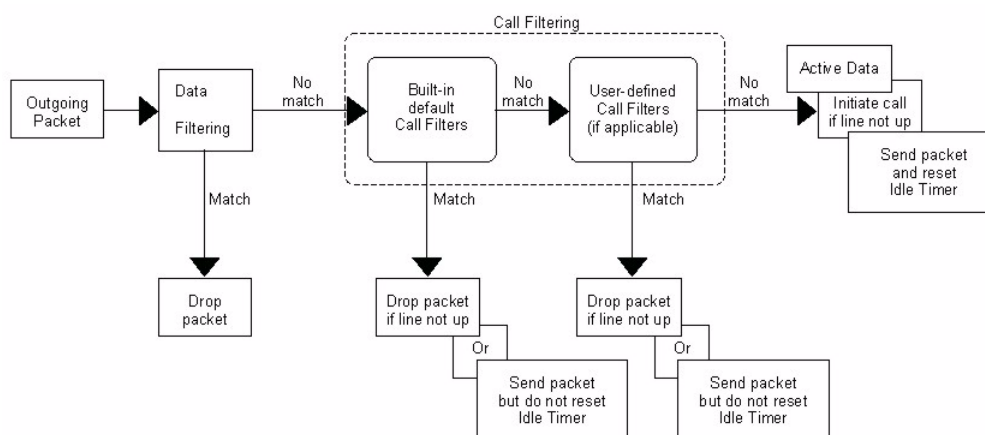 Call Filtering
Outgoing
Packet
Data
Filtering
No
match
Built-in
default
Call Filters
No
match
User-defined
Call Filters
(if applicable)
No
match
Active Data
Initiate call
if line not up
Send packet
and reset
Idle Timer
Match
Match
Match
Drop
packet
Drop packet
if line not up
Or
Send packet
but do not reset
Idle Timer
Drop packet
if line not up
Or
Send packet
but do not reset
Idle Timer